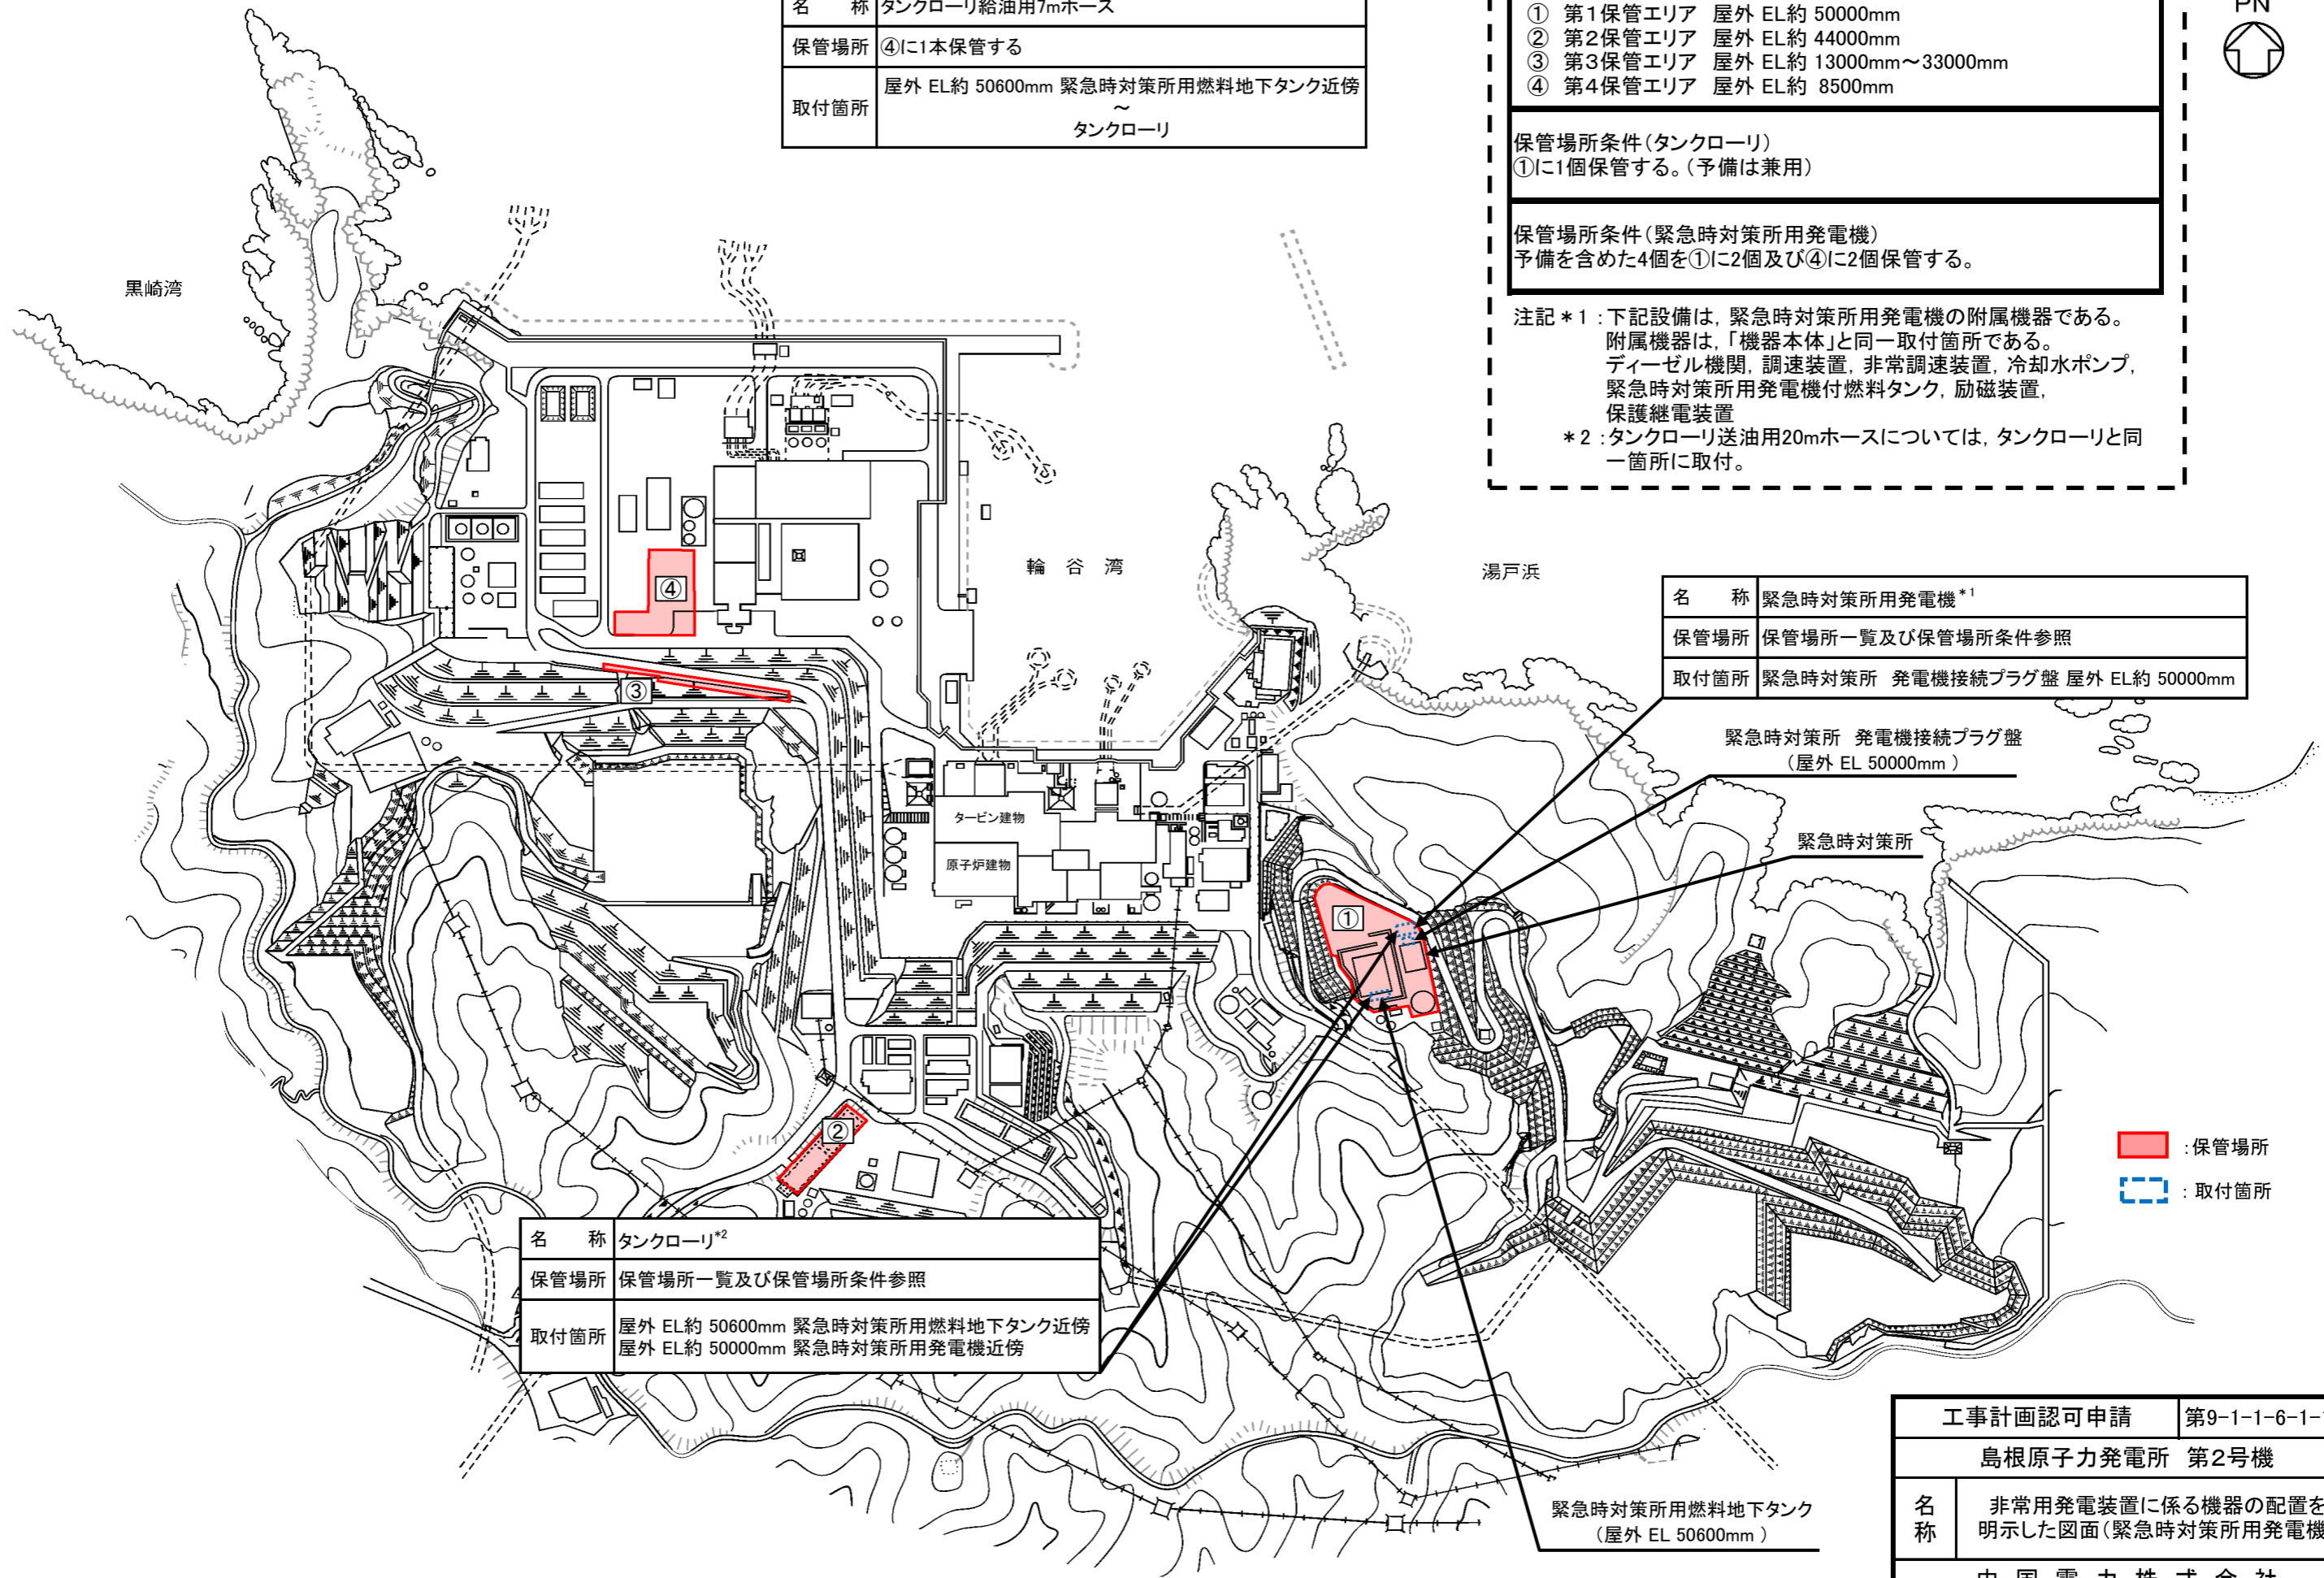 名　称 タンクローリ給油用7mホース
保管場所 ④に1本保管する
取付箇所 屋外 EL約 50600mm 緊急時対策所用燃料地下タンク近傍
～
タンクローリ
① 第1保管エリア 屋外 EL約 50000mm
② 第2保管エリア 屋外 EL約 44000mm
③ 第3保管エリア 屋外 EL約 13000mm～33000mm
④ 第4保管エリア 屋外 EL約 8500mm
保管場所条件(タンクローリ)
①に1個保管する。(予備は兼用)
保管場所条件(緊急時対策所用発電機)
予備を含めた4個を①に2個及び④に2個保管する。
注記＊1：下記設備は，緊急時対策所用発電機の附属機器である。
附属機器は，「機器本体」と同一取付箇所である。
ディーゼル機関，調速装置，非常調速装置，冷却水ポンプ，
緊急時対策所用発電機付燃料タンク，励磁装置，
保護継電装置
＊2：タンクローリ送油用20mホースについては，タンクローリと同
一箇所に取付。
PN
黒崎湾
輪谷湾
湯戸浜
④
③
名　称 緊急時対策所用発電機*1
保管場所 保管場所一覧及び保管場所条件参照
取付箇所 緊急時対策所 発電機接続プラグ盤 屋外 EL約 50000mm
緊急時対策所 発電機接続プラグ盤
(屋外 EL 50000mm )
緊急時対策所
タービン建物
原子炉建物
①
②
:保管場所
:取付箇所
名　称 タンクローリ*2
保管場所 保管場所一覧及び保管場所条件参照
取付箇所 屋外 EL約 50600mm 緊急時対策所用燃料地下タンク近傍
屋外 EL約 50000mm 緊急時対策所用発電機近傍
緊急時対策所用燃料地下タンク
(屋外 EL 50600mm )
工事計画認可申請 第9-1-1-6-1-
島根原子力発電所 第2号機
名称 非常用発電装置に係る機器の配置を
明示した図面(緊急時対策所用発電機
中国電力株式会社